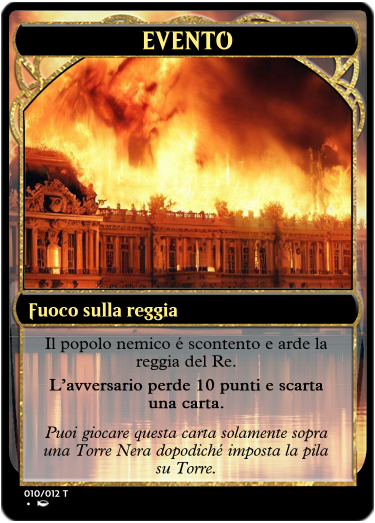 EVENTO
Fuoco sulla reggia
Il popolo nemico é scontento e arde la
reggia del Re.
L'avversario perde 10 punti e scarta
una carta.
Puoi giocare questa carta solamente sopra
una Torre Nera dopodiché imposta la pila
su Torre.
010/012 T